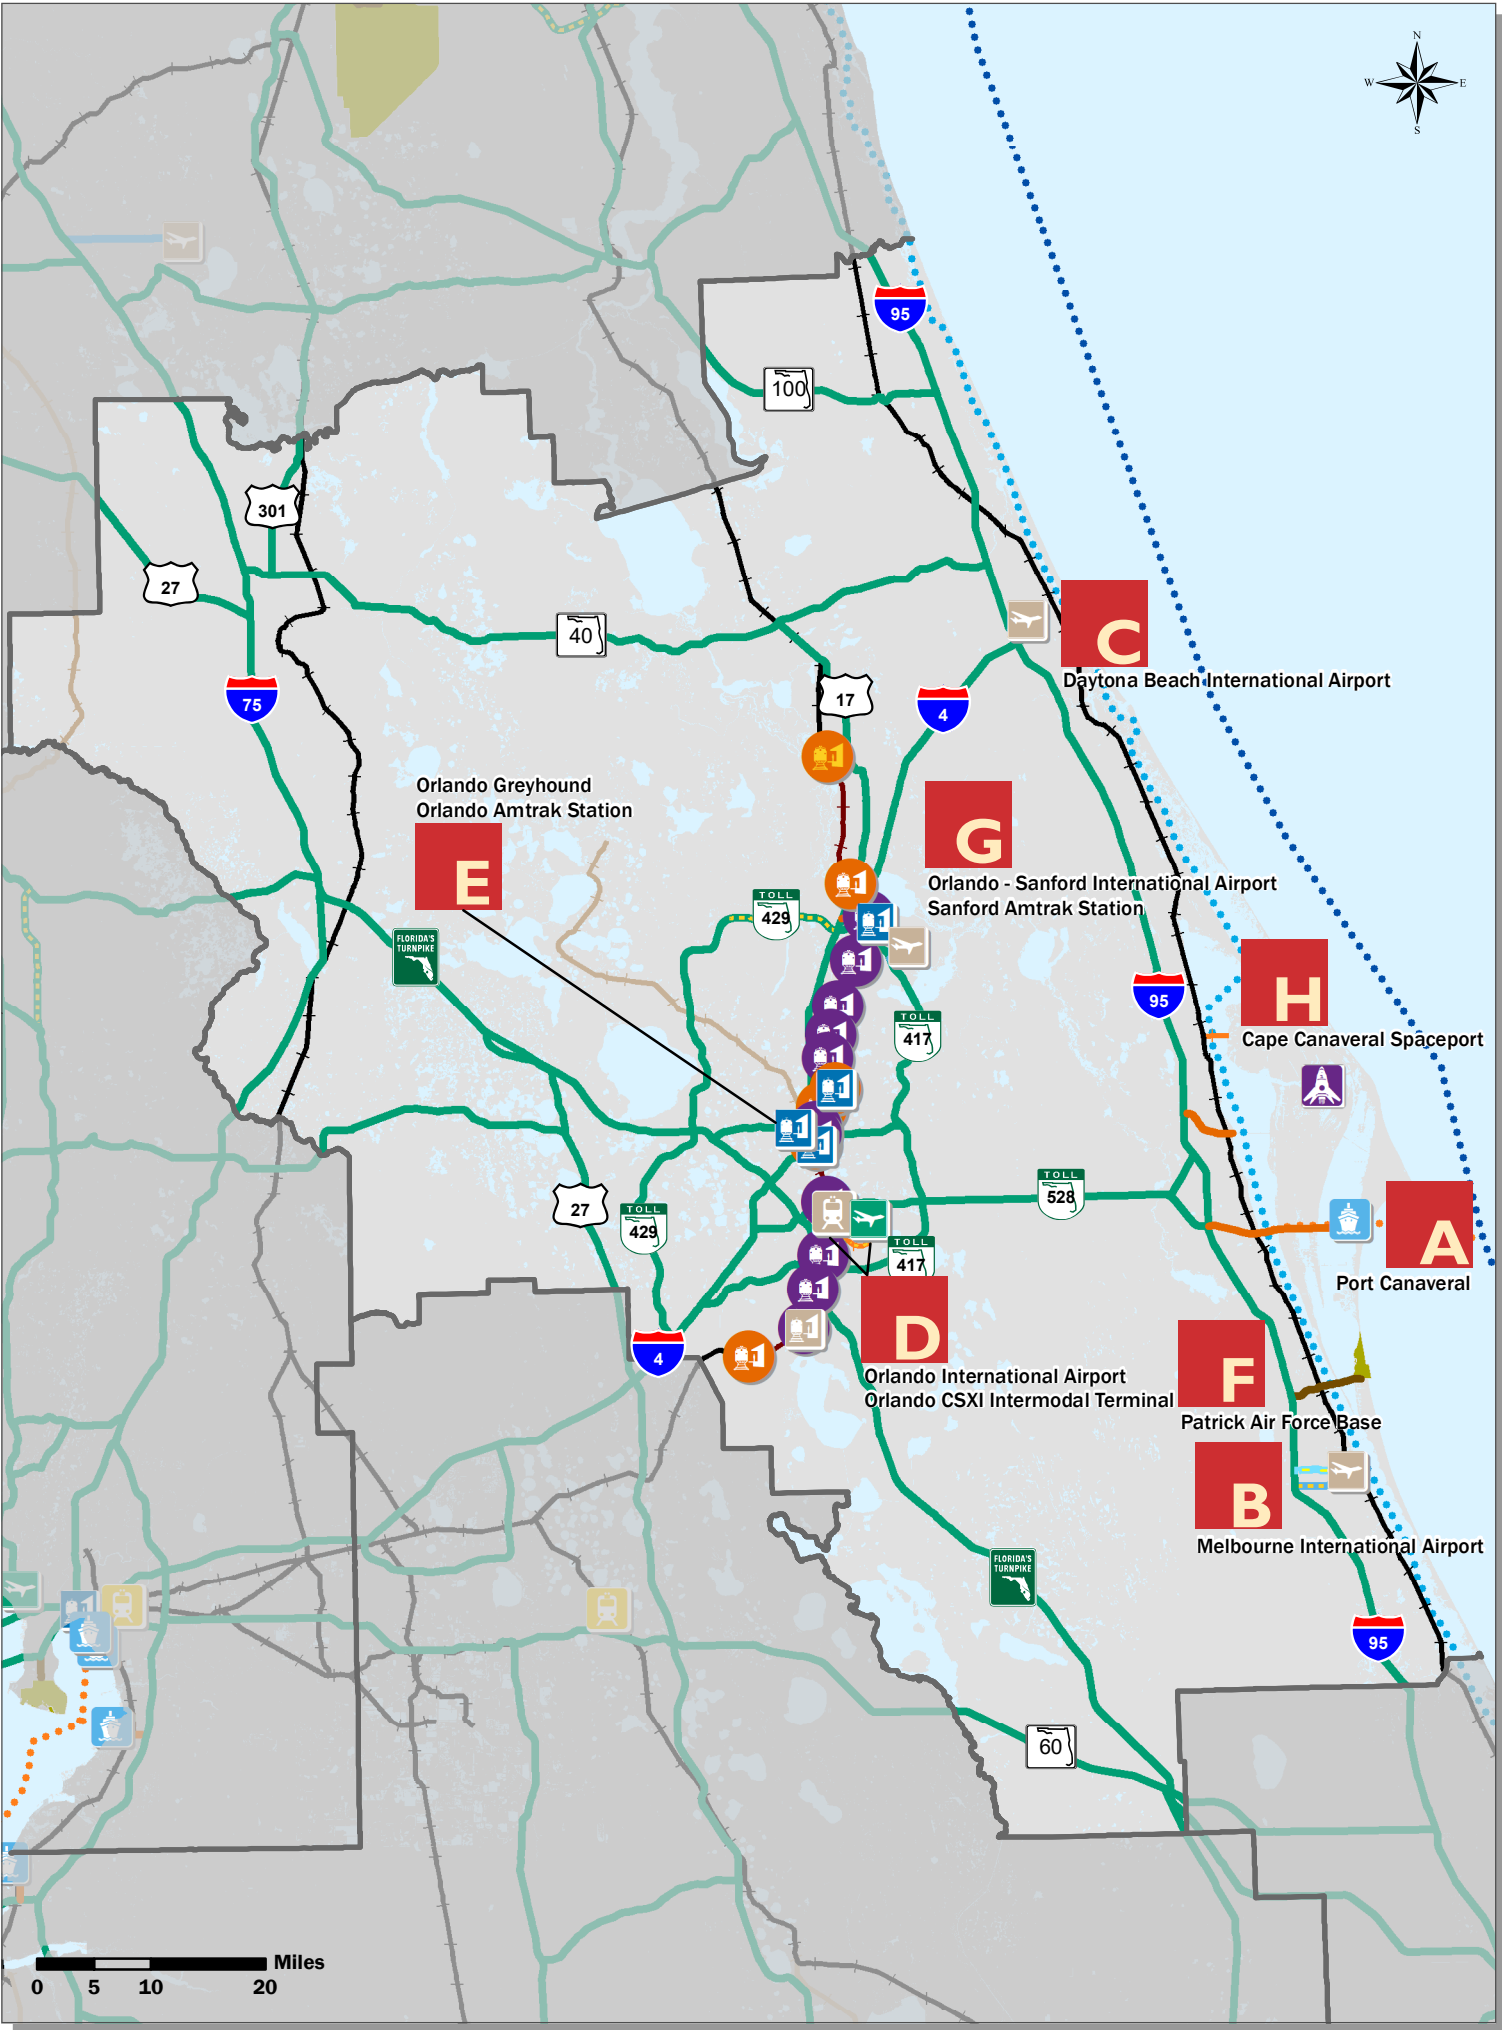 N
W E
S
95
100
301
27
40
C
Daytona Beach International Airport
75
17
4
Orlando Greyhound
Orlando Amtrak Station
E
G
Orlando - Sanford International Airport
Sanford Amtrak Station
TOLL
429
FLORIDA'S
TURNPIKE
H
Cape Canaveral Spaceport
95
TOLL
417
TOLL
528
27
TOLL
429
A
Port Canaveral
TOLL
417
D
Orlando International Airport
Orlando CSXI Intermodal Terminal
4
F
Patrick Air Force Base
B
Melbourne International Airport
FLORIDA'S
TURNPIKE
95
60
Miles
0 5 10 20